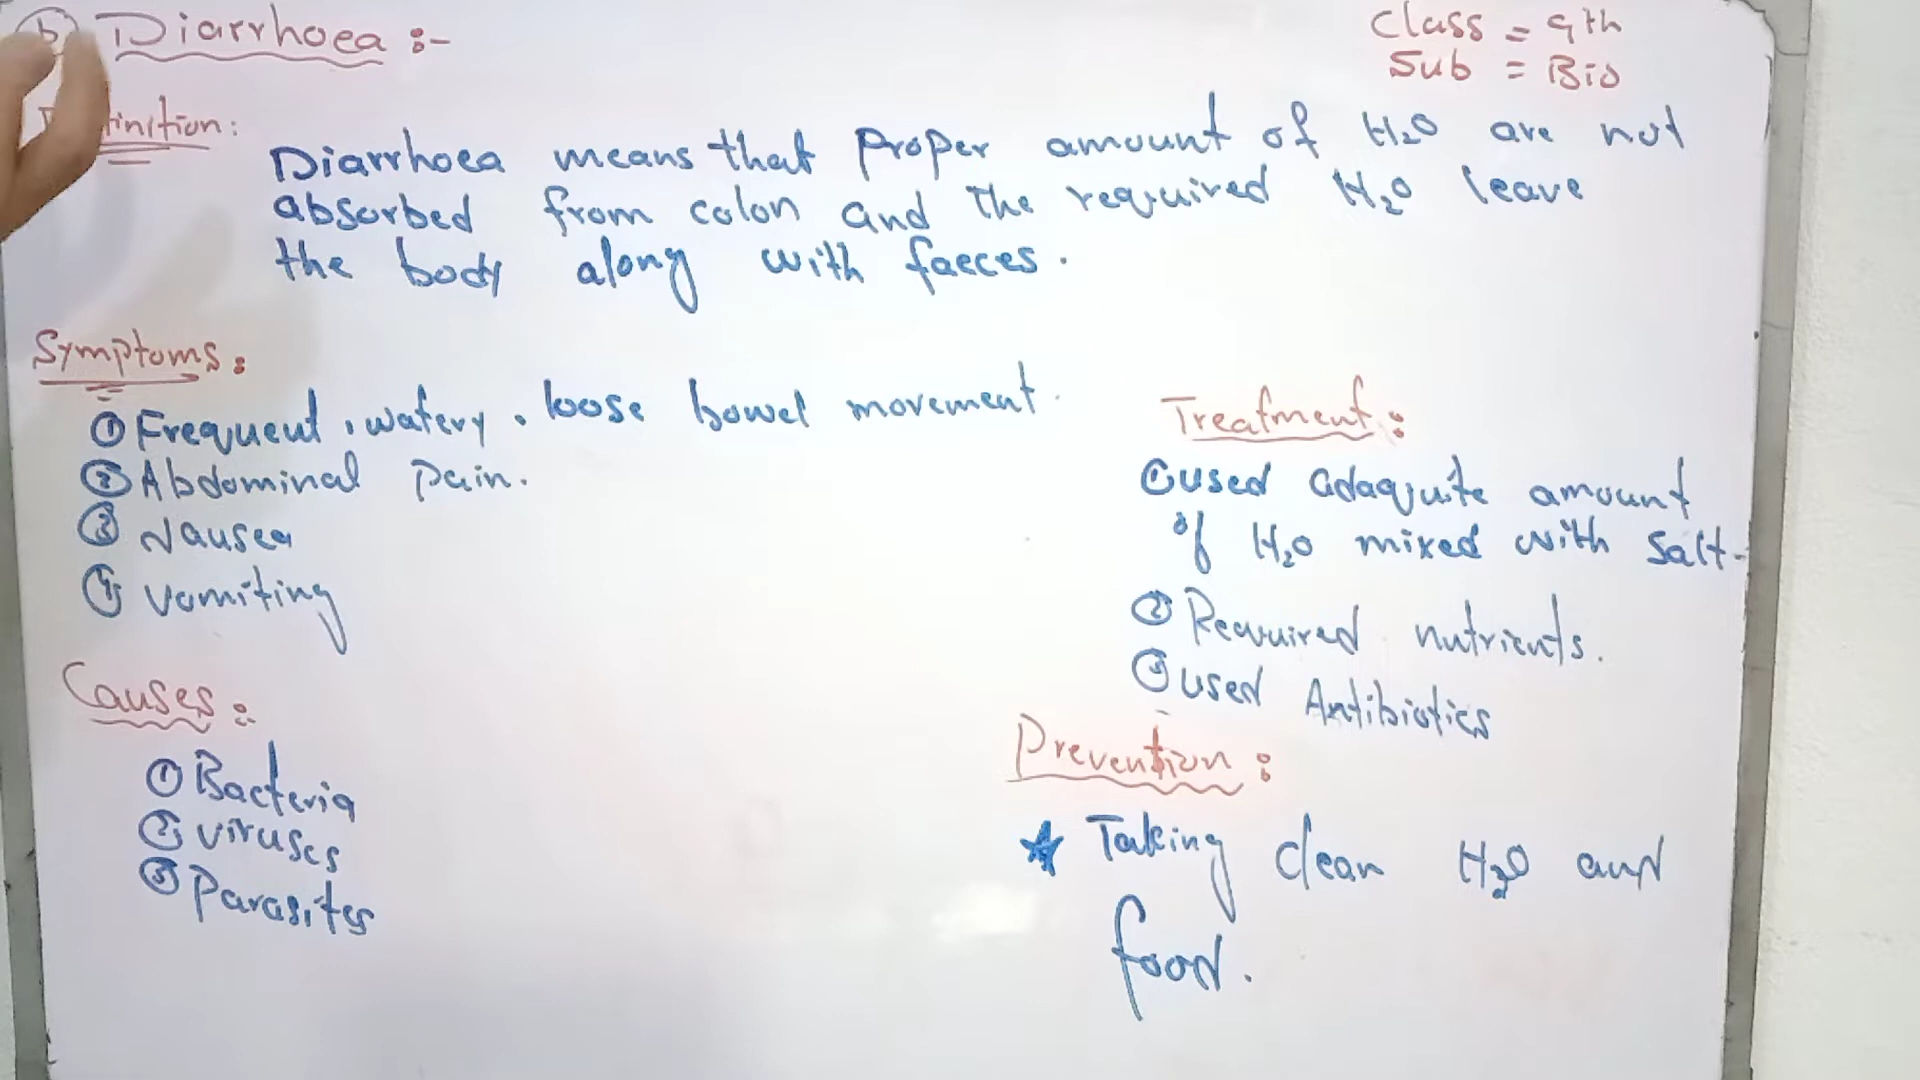 b Diarrhoea :-
Class = 9th
Sub = Bio
Definition:
Diarrhoea means that Proper amount of H₂O are not
absorbed from colon and The required H₂O leave
the body along with faeces.
Symptoms:
① Frequent, watery, loose bowel movement.
② Abdominal Pain.
③ Nausea
④ vomiting
Causes:
① Bacteria
② viruses
③ Parasites
Treatment:
① used adaquite amount
of H₂O mixed with Salt-
② Required nutrients.
③ used Antibiotics
Prevention:
★ Taking clean H₂O and
food.